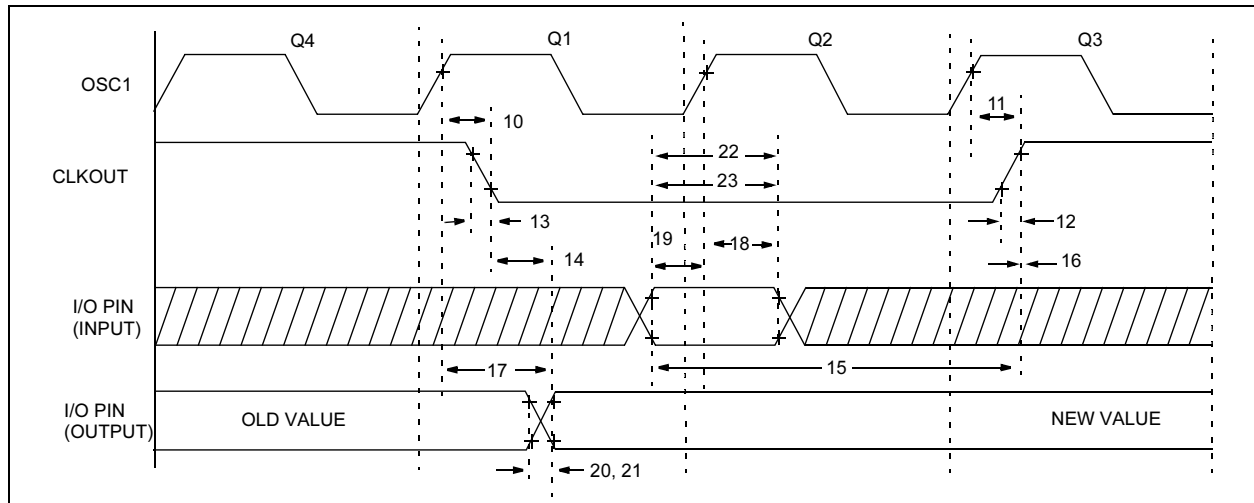 Q4 Q1 Q2 Q3
OSC1
10 11
22
CLKOUT
23
13 12
19 18
14 16
I/O PIN
(INPUT)
17 15
I/O PIN
(OUTPUT)
OLD VALUE NEW VALUE
20, 21